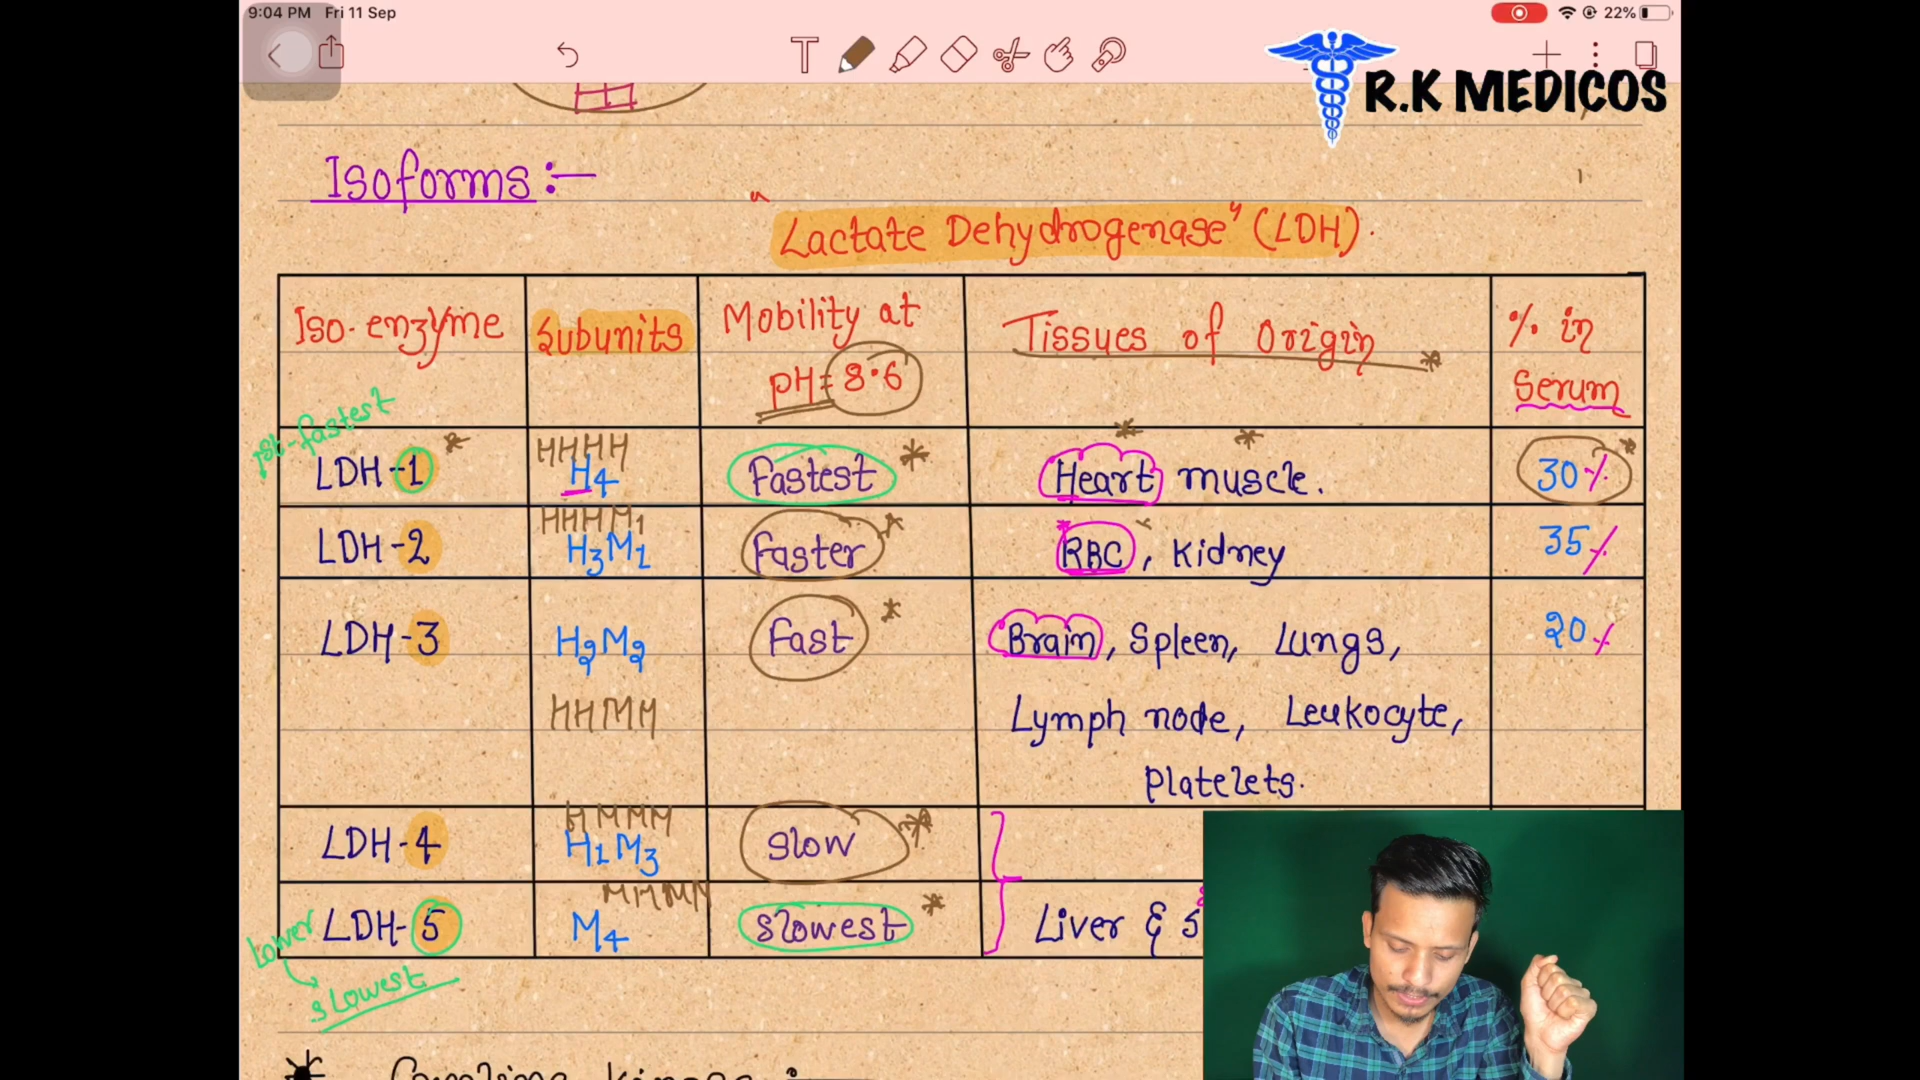 9:04 PM Fri 11 Sep
22%
T
R.K MEDICOS
Isoforms :-
"Lactate Dehydrogenase" (LDH).
Iso-enzyme Subunits Mobility at pH= 8.6 Tissues of Origin * % in Serum
1st-fastest
LDH-1 * HHHH H4 Fastest * Heart muscle. 30% *
LDH-2 HHHM1 H3M1 Faster * RBC, Kidney 35%
LDH-3 H2M2 Fast * Brain, Spleen, Lungs, 20%
HHMM Lymph node, Leukocyte,
Platelets.
LDH-4 HMMM H1M3 Slow *
LDH-5 MMMM M4 Slowest * Liver & S
Lower
slowest